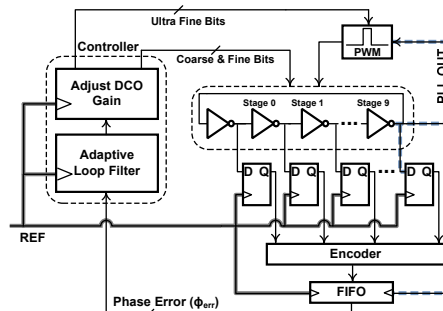 Ultra Fine Bits
Controller
Coarse & Fine Bits
PWM
PLL_OUT
Adjust DCO
Gain
Stage 0
Stage 1
Stage 9
Adaptive
Loop Filter
D Q
D Q
D Q
D Q
REF
Encoder
Phase Error (ϕerr)
FIFO